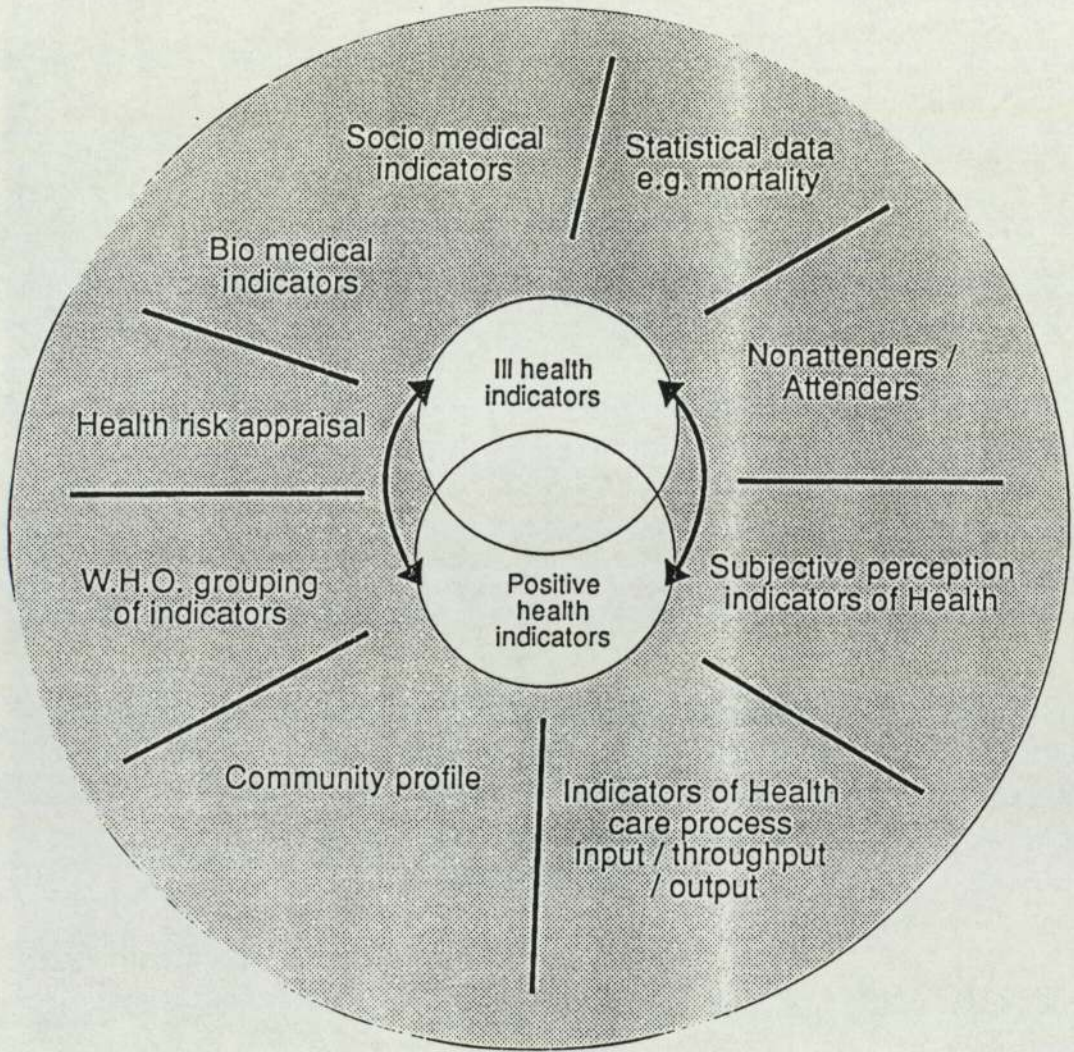 Socio medical
indicators
Statistical data
e.g. mortality
Bio medical
indicators
Ill health
indicators
Nonattenders /
Attenders
Health risk appraisal
W.H.O. grouping
of indicators
Positive
health
indicators
Subjective perception
indicators of Health
Community profile
Indicators of Health
care process
input / throughput
/ output